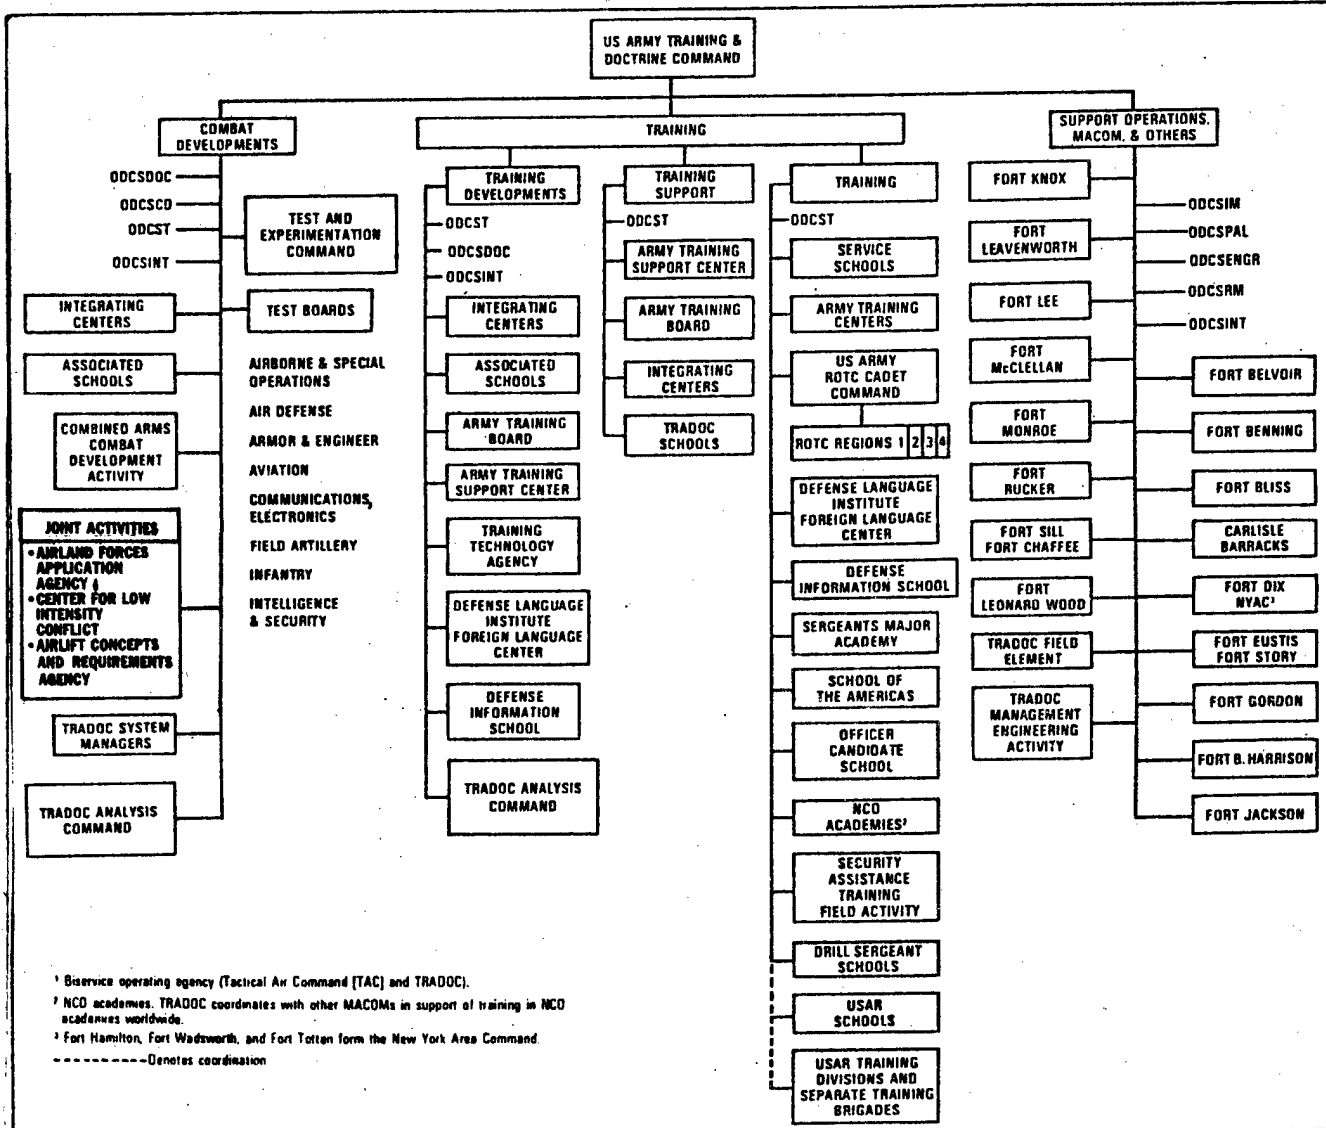 US ARMY TRAINING &
DOCTRINE COMMAND
COMBAT
DEVELOPMENTS
TRAINING
SUPPORT OPERATIONS,
MACOM, & OTHERS
ODCSDOC
ODCSCD
ODCST
ODCSINT
TEST AND
EXPERIMENTATION
COMMAND
INTEGRATING
CENTERS
TEST BOARDS
ASSOCIATED
SCHOOLS
AIRBORNE & SPECIAL
OPERATIONS
AIR DEFENSE
ARMOR & ENGINEER
AVIATION
COMMUNICATIONS,
ELECTRONICS
FIELD ARTILLERY
INFANTRY
INTELLIGENCE
& SECURITY
COMBINED ARMS
COMBAT
DEVELOPMENT
ACTIVITY
JOINT ACTIVITIES
• AIRLAND FORCES
APPLICATION
AGENCY ¹
• CENTER FOR LOW
INTENSITY
CONFLICT
• AIRLIFT CONCEPTS
AND REQUIREMENTS
AGENCY
TRADOC SYSTEM
MANAGERS
TRADOC ANALYSIS
COMMAND
TRAINING
DEVELOPMENTS
ODCST
ODCSDOC
ODCSINT
INTEGRATING
CENTERS
ASSOCIATED
SCHOOLS
ARMY TRAINING
BOARD
ARMY TRAINING
SUPPORT CENTER
TRAINING
TECHNOLOGY
AGENCY
DEFENSE LANGUAGE
INSTITUTE
FOREIGN LANGUAGE
CENTER
DEFENSE
INFORMATION
SCHOOL
TRADOC ANALYSIS
COMMAND
TRAINING
SUPPORT
ODCST
ARMY TRAINING
SUPPORT CENTER
ARMY TRAINING
BOARD
INTEGRATING
CENTERS
TRADOC
SCHOOLS
TRAINING
ODCST
SERVICE
SCHOOLS
ARMY TRAINING
CENTERS
US ARMY
ROTC CADET
COMMAND
ROTC REGIONS 1 2 3 4
DEFENSE LANGUAGE
INSTITUTE
FOREIGN LANGUAGE
CENTER
DEFENSE
INFORMATION SCHOOL
SERGEANTS MAJOR
ACADEMY
SCHOOL OF
THE AMERICAS
OFFICER
CANDIDATE
SCHOOL
NCO
ACADEMIES²
SECURITY
ASSISTANCE
TRAINING
FIELD ACTIVITY
DRILL SERGEANT
SCHOOLS
USAR
SCHOOLS
USAR TRAINING
DIVISIONS AND
SEPARATE TRAINING
BRIGADES
FORT KNOX
FORT
LEAVENWORTH
FORT LEE
FORT
McCLELLAN
FORT
MONROE
FORT
RUCKER
FORT SILL
FORT CHAFFEE
FORT
LEONARD WOOD
TRADOC FIELD
ELEMENT
TRADOC
MANAGEMENT
ENGINEERING
ACTIVITY
ODCSIM
ODCSPAL
ODCSENGR
ODCSRM
ODCSINT
FORT BELVOIR
FORT BENNING
FORT BLISS
CARLISLE
BARRACKS
FORT DIX
NYAC³
FORT EUSTIS
FORT STORY
FORT GORDON
FORT B. HARRISON
FORT JACKSON
¹ Biservice operating agency (Tactical Air Command [TAC] and TRADOC).
² NCO academies. TRADOC coordinates with other MACOMs in support of training in NCO
academies worldwide.
³ Fort Hamilton, Fort Wadsworth, and Fort Totten form the New York Area Command.
----------Denotes coordination